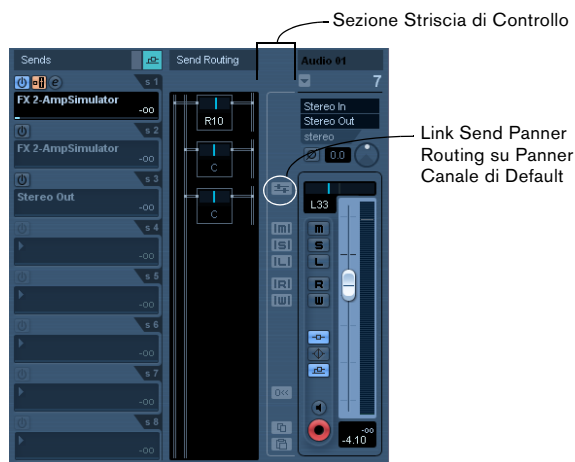 Sezione Striscia di Controllo
Sends
Send Routing
Audio 01
e
s 1
7
FX 2-AmpSimulator
-oo
R10
Stereo In
Stereo Out
stereo
s 2
FX 2-AmpSimulator
-oo
C
0.0
Link Send Panner
Routing su Panner
Canale di Default
s 3
Stereo Out
-oo
C
L33
s 4
-oo
|M|
M
|S|
S
|L|
L
s 5
-oo
|R|
R
|W|
W
s 6
-oo
s 7
-oo
0<<
s 8
-oo
-oo
-4.10